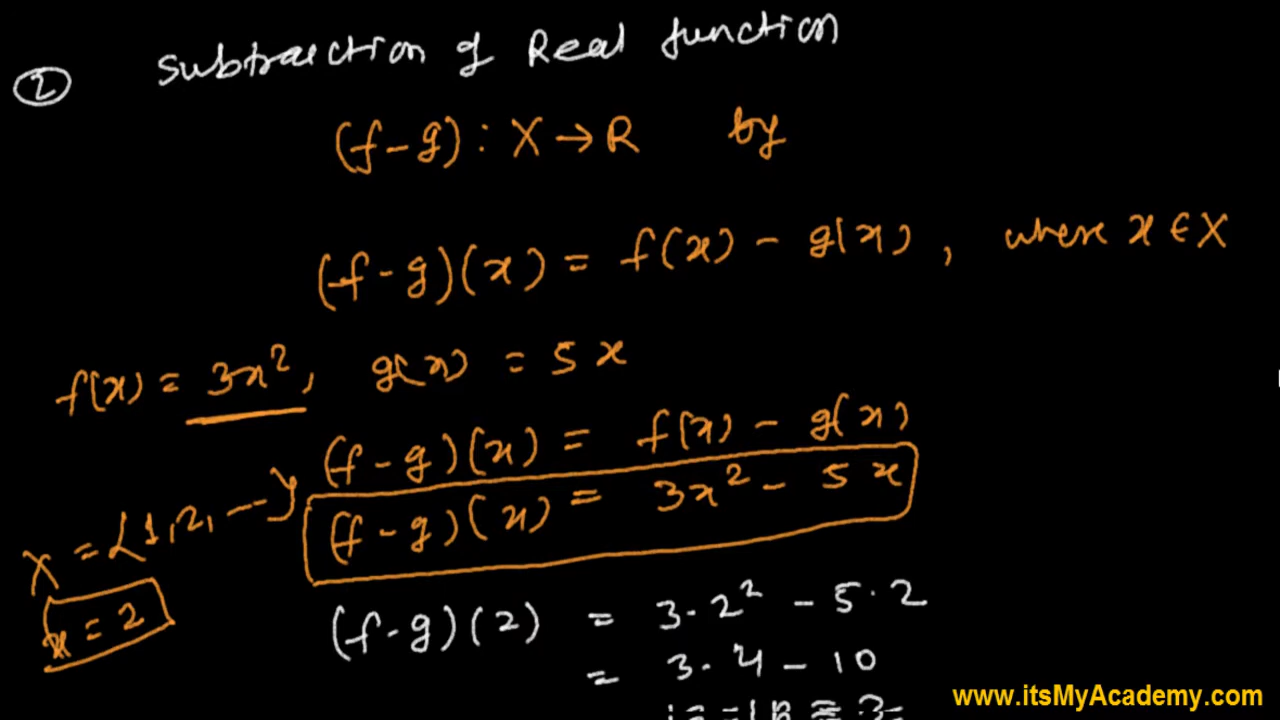 ② Subtraction of Real function
(f-g) : X → R by
(f-g)(x) = f(x) - g(x), where x ∈ X
f(x) = 3x², g(x) = 5x
(f-g)(x) = f(x) - g(x)
(f-g)(x) = 3x² - 5x
X = {1, 2, ---}
x = 2
(f-g)(2) = 3·2² - 5·2
= 3·4 - 10
www.itsMyAcademy.com